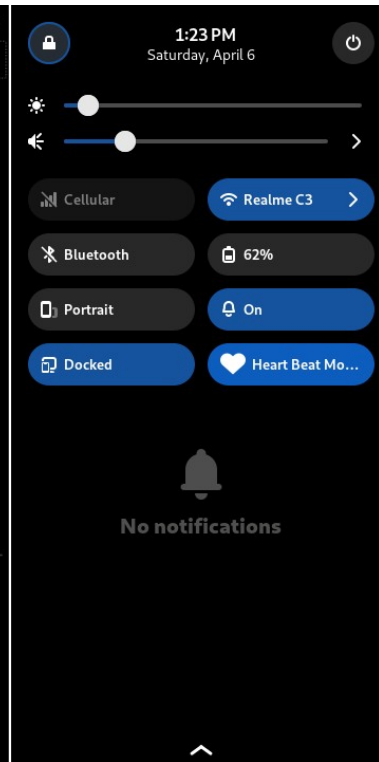 1:23 PM
Saturday, April 6
Cellular
Realme C3
Bluetooth
62%
Portrait
On
Docked
Heart Beat Mo...
No notifications